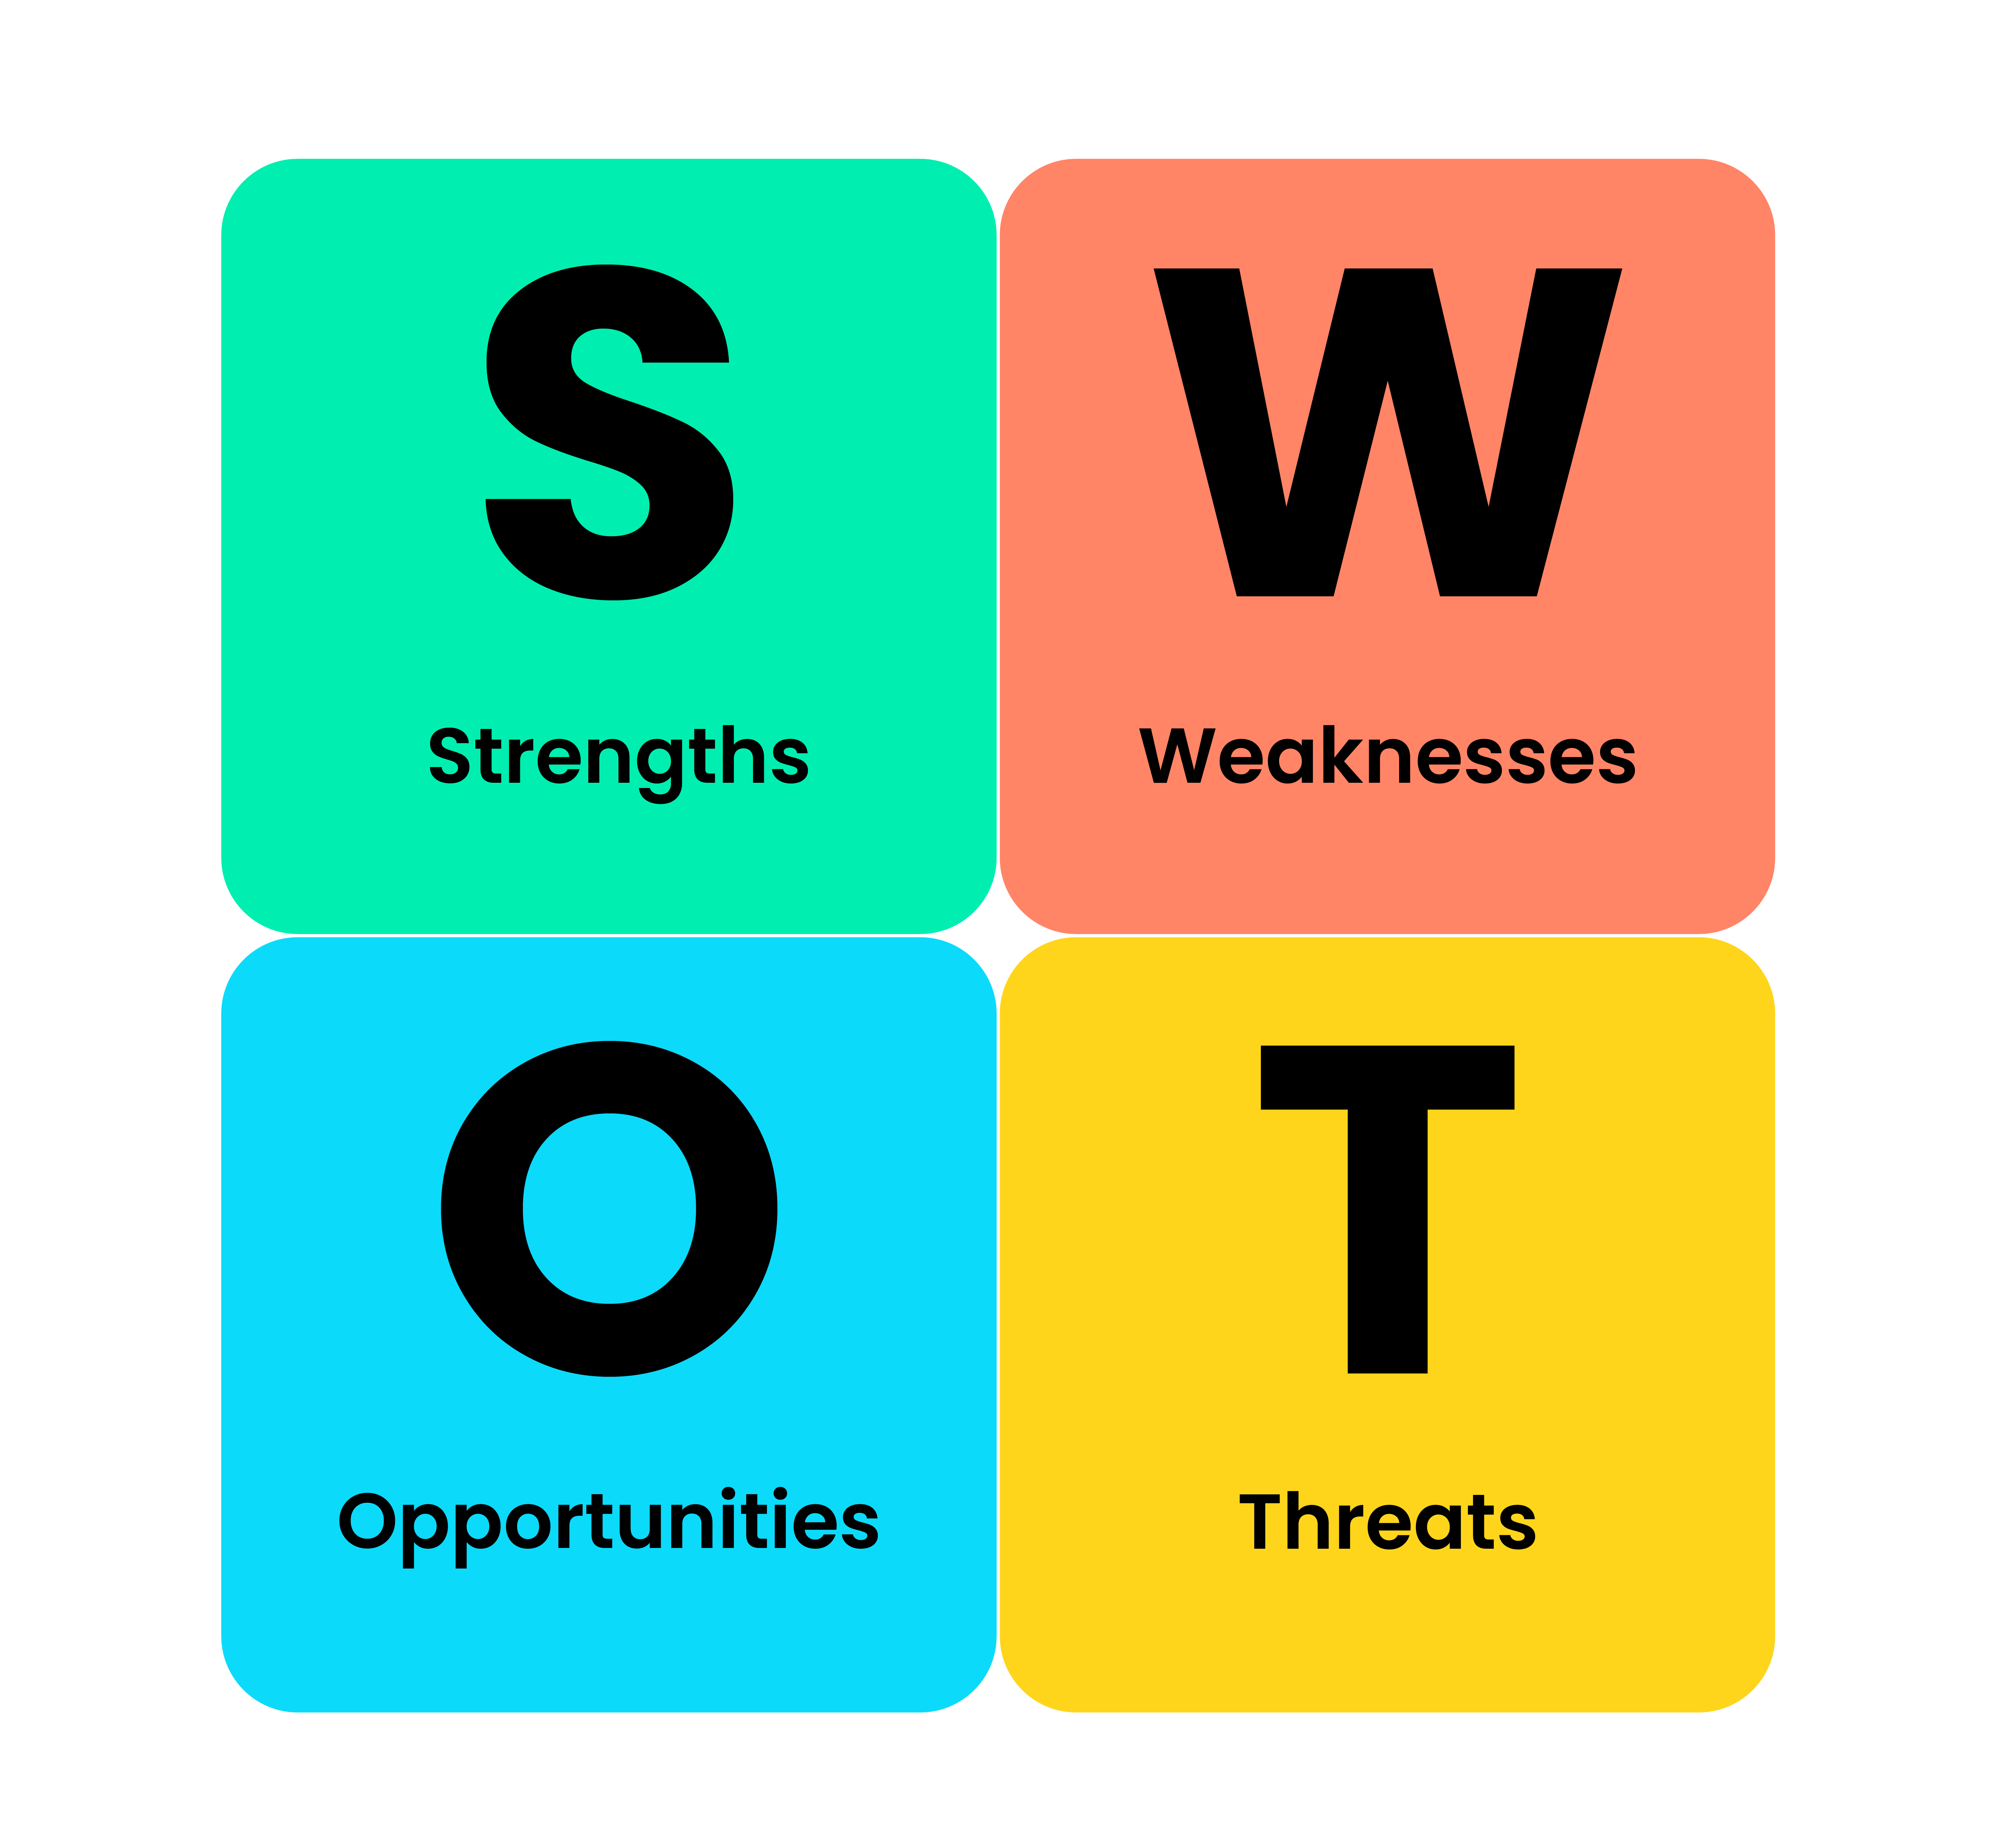 S
Strengths
W
Weaknesses
O
Opportunities
T
Threats